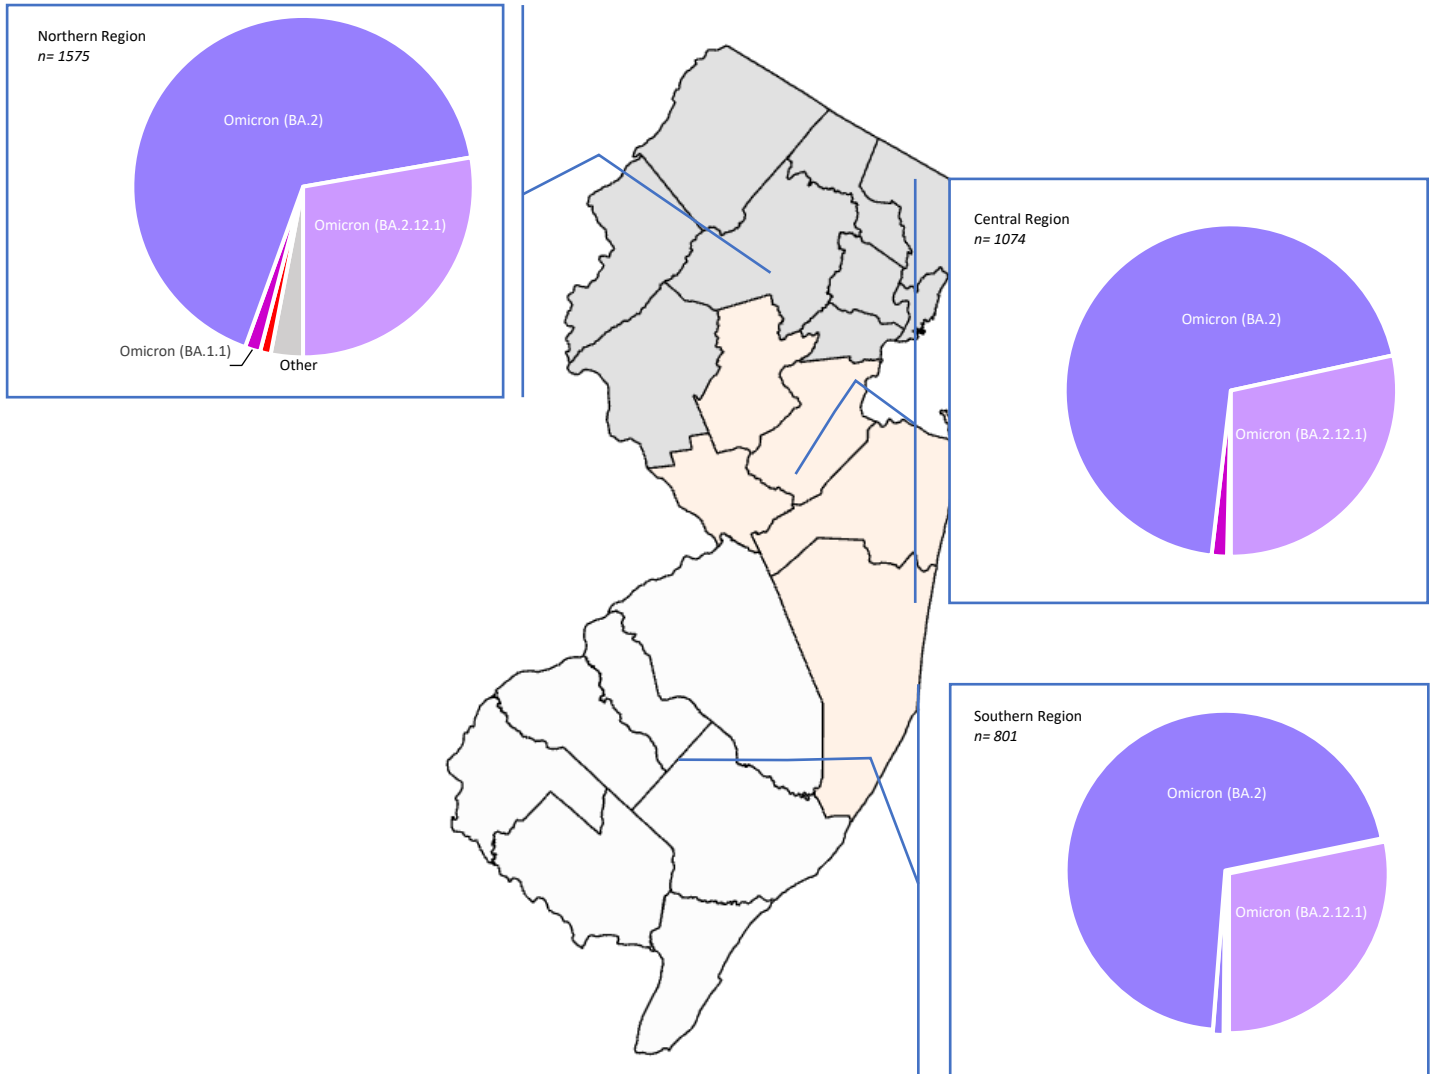 Northern Region
n= 1575
Omicron (BA.2)
Omicron (BA.2.12.1)
Omicron (BA.1.1)
Other
Central Region
n= 1074
Omicron (BA.2)
Omicron (BA.2.12.1)
Southern Region
n= 801
Omicron (BA.2)
Omicron (BA.2.12.1)